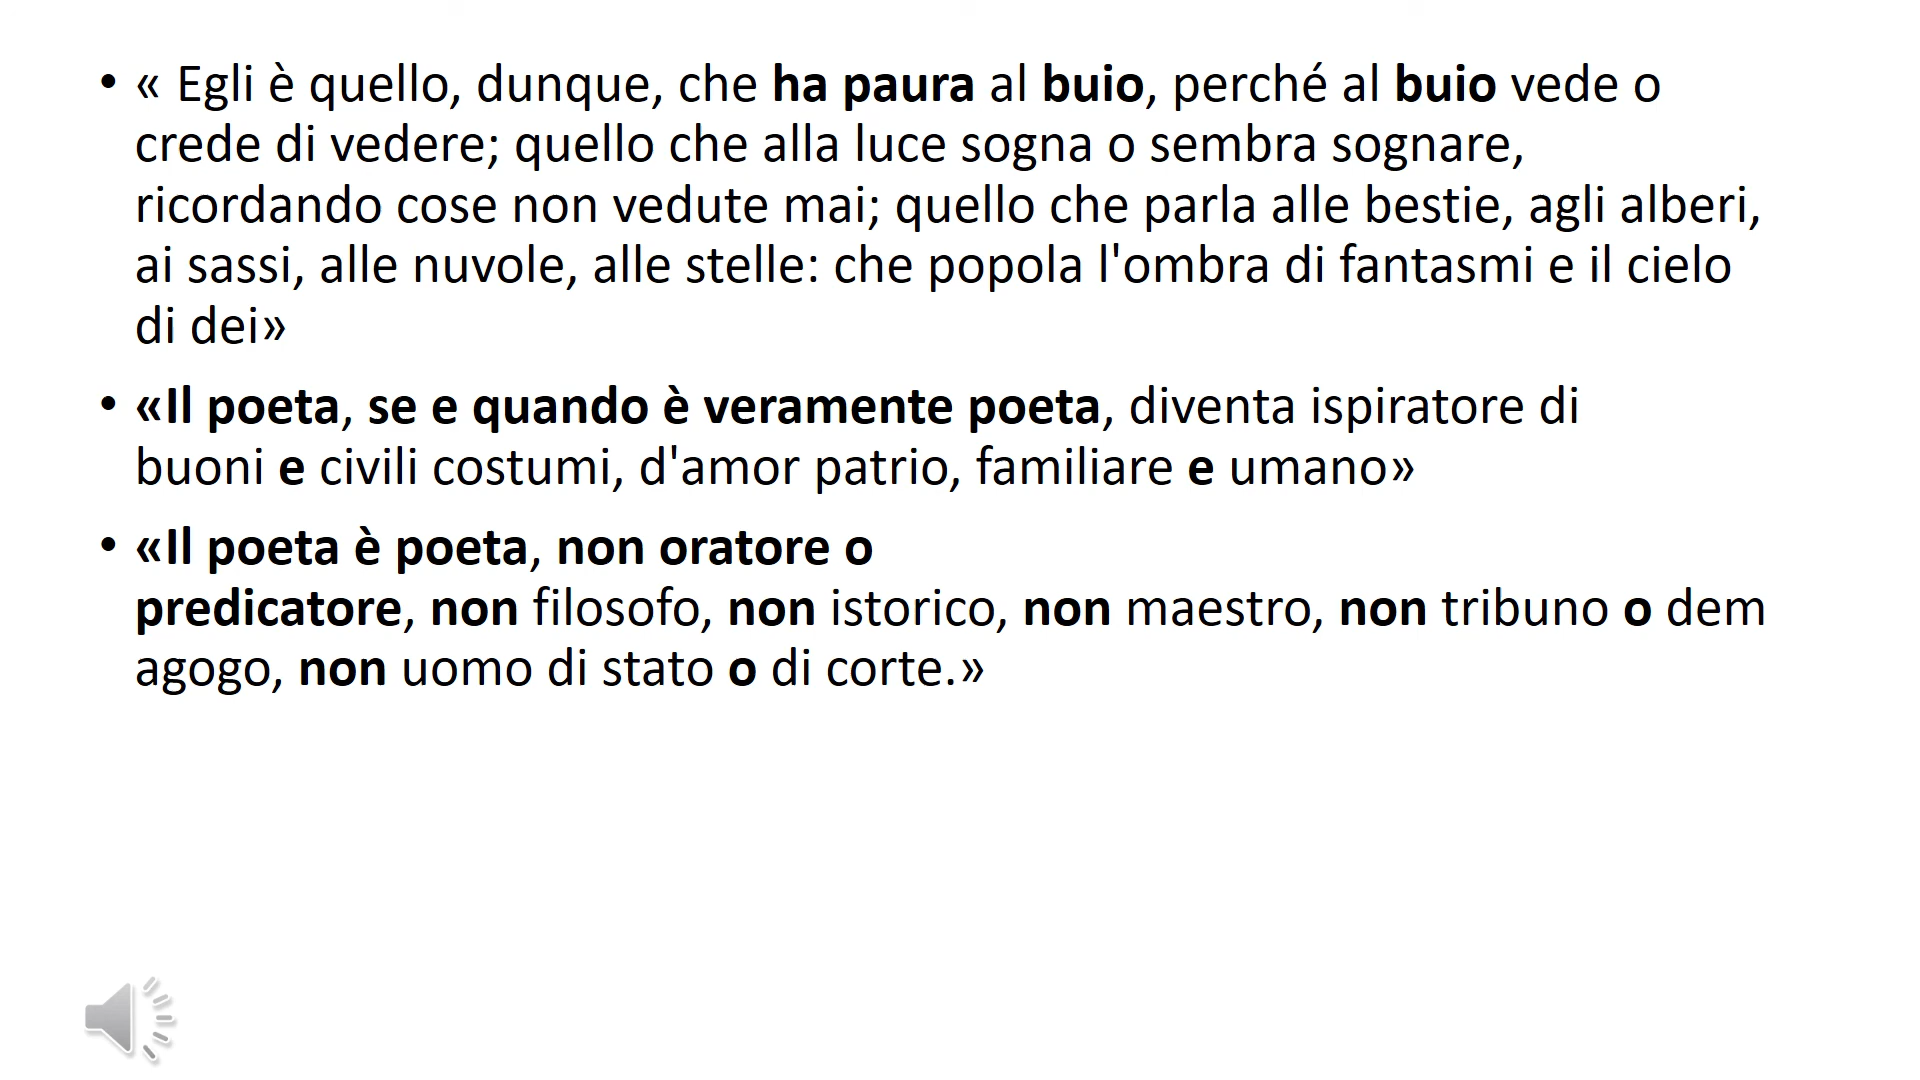 • « Egli è quello, dunque, che ha paura al buio, perché al buio vede o
crede di vedere; quello che alla luce sogna o sembra sognare,
ricordando cose non vedute mai; quello che parla alle bestie, agli alberi,
ai sassi, alle nuvole, alle stelle: che popola l'ombra di fantasmi e il cielo
di dei»
• «Il poeta, se e quando è veramente poeta, diventa ispiratore di
buoni e civili costumi, d'amor patrio, familiare e umano»
• «Il poeta è poeta, non oratore o
predicatore, non filosofo, non istorico, non maestro, non tribuno o dem
agogo, non uomo di stato o di corte.»